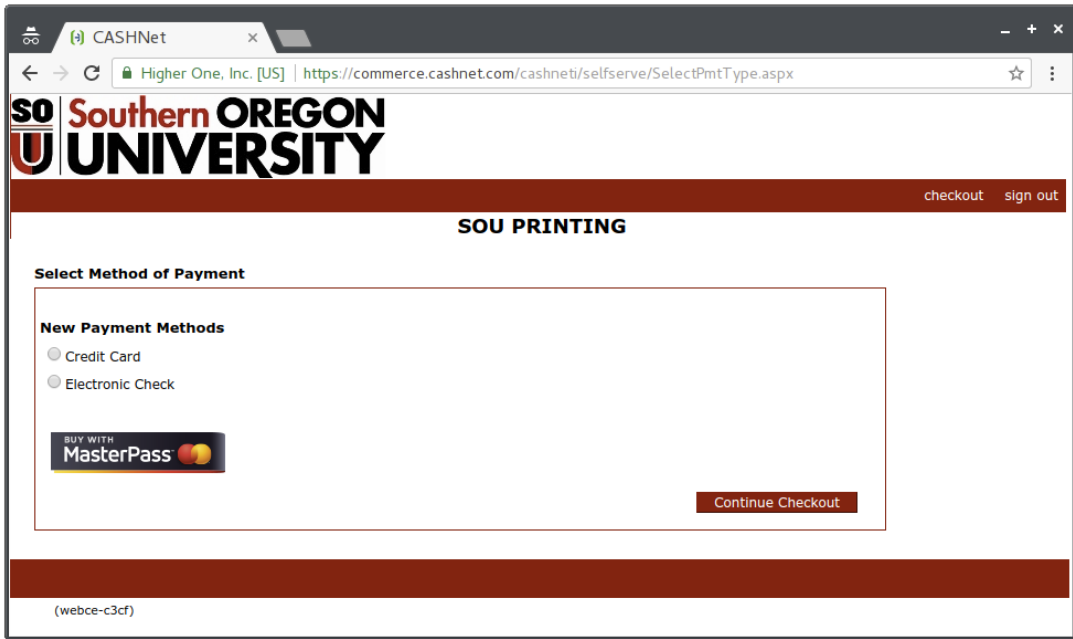 CASHNet
Higher One, Inc. [US] https://commerce.cashnet.com/cashneti/selfserve/SelectPmtType.aspx
SO Southern OREGON
U UNIVERSITY
checkout sign out
SOU PRINTING
Select Method of Payment
New Payment Methods
Credit Card
Electronic Check
BUY WITH
MasterPass
Continue Checkout
(webce-c3cf)